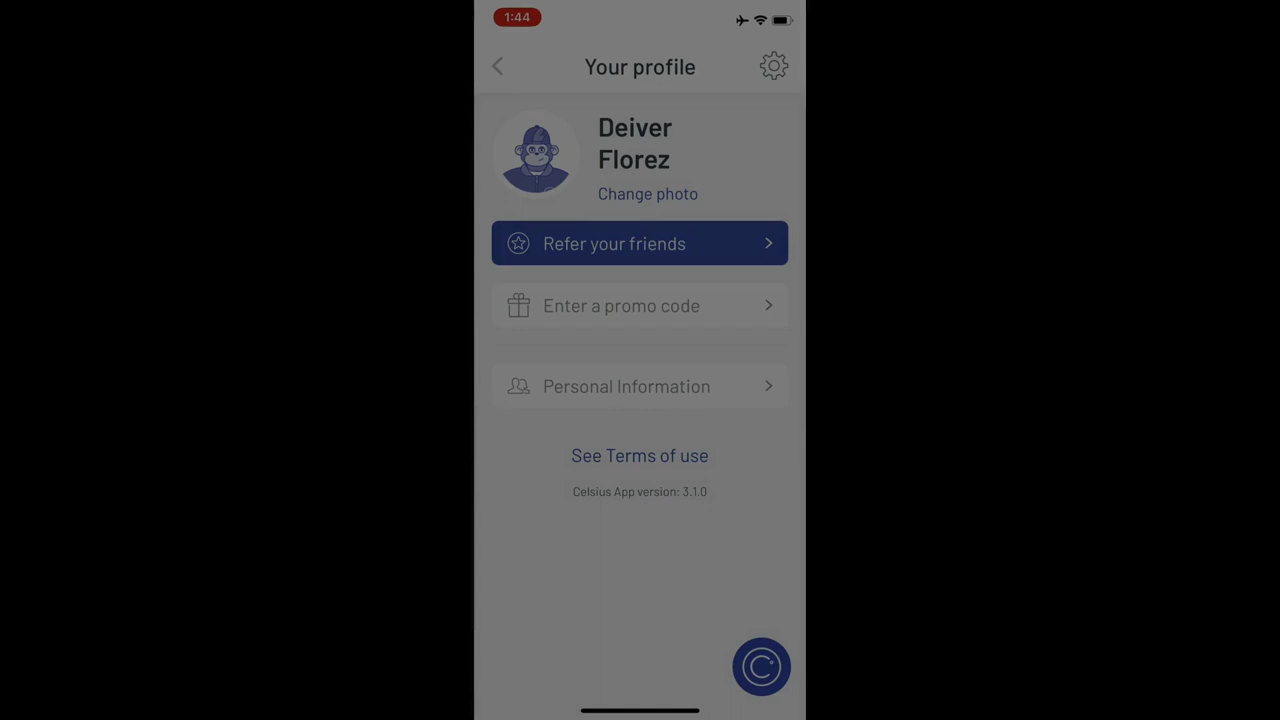 1:44
Your profile
Deiver
Florez
Change photo
Refer your friends
Enter a promo code
Personal Information
See Terms of use
Celsius App version: 3.1.0